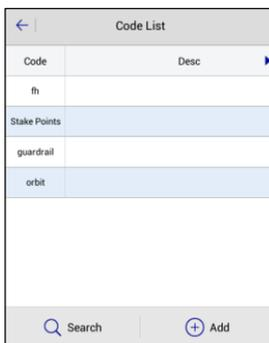 Code List
Code Desc
fh
Stake Points
guardrail
orbit
Search Add